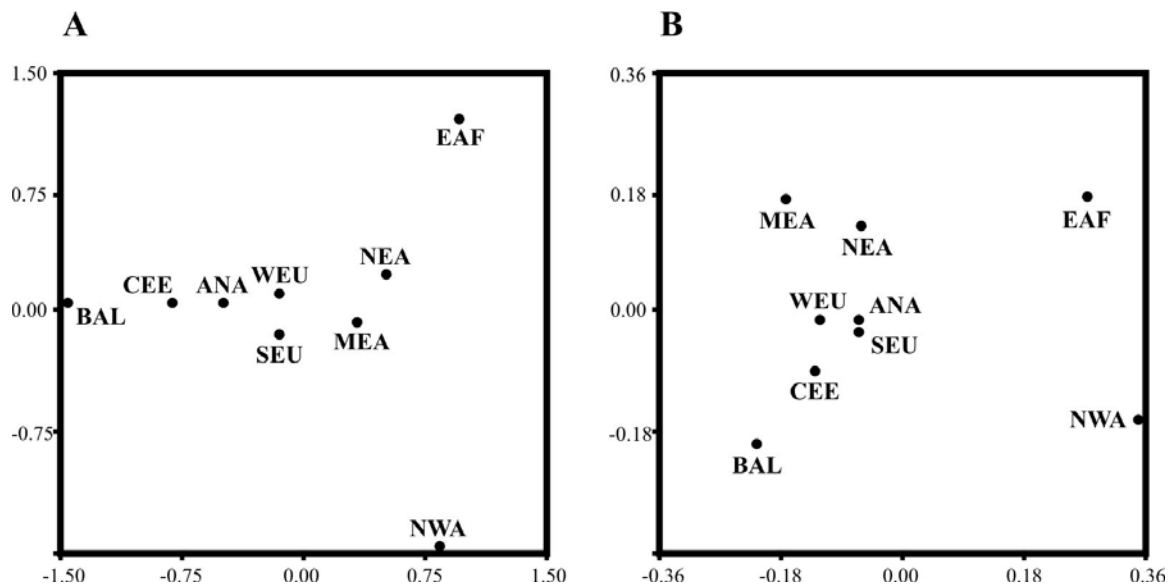 A
B
1.50
0.36
EAF
0.75
0.18
MEA
EAF
NEA
NEA
CEE ANA WEU
WEU ANA
0.00
0.00
BAL
SEU
MEA
SEU
CEE
-0.75
-0.18
NWA
BAL
NWA
-1.50 -0.75 0.00 0.75 1.50
-0.36 -0.18 0.00 0.18 0.36